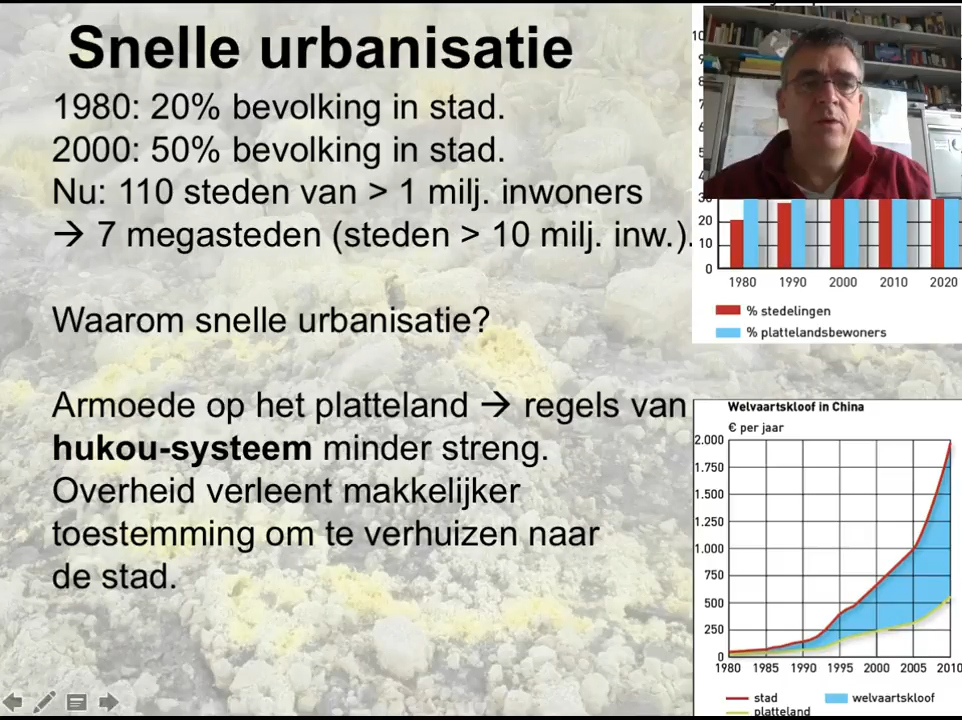 Snelle urbanisatie
1980: 20% bevolking in stad.
2000: 50% bevolking in stad.
Nu: 110 steden van > 1 milj. inwoners
→ 7 megasteden (steden > 10 milj. inw.).
Waarom snelle urbanisatie?
Armoede op het platteland → regels van
hukou-systeem minder streng.
Overheid verleent makkelijker
toestemming om te verhuizen naar
de stad.
30
20
10
0
1980 1990 2000 2010 2020
% stedelingen
% plattelandsbewoners
Welvaartskloof in China
€ per jaar
2.000
1.750
1.500
1.250
1.000
750
500
250
0
1980 1985 1990 1995 2000 2005 2010
stad welvaartskloof
platteland